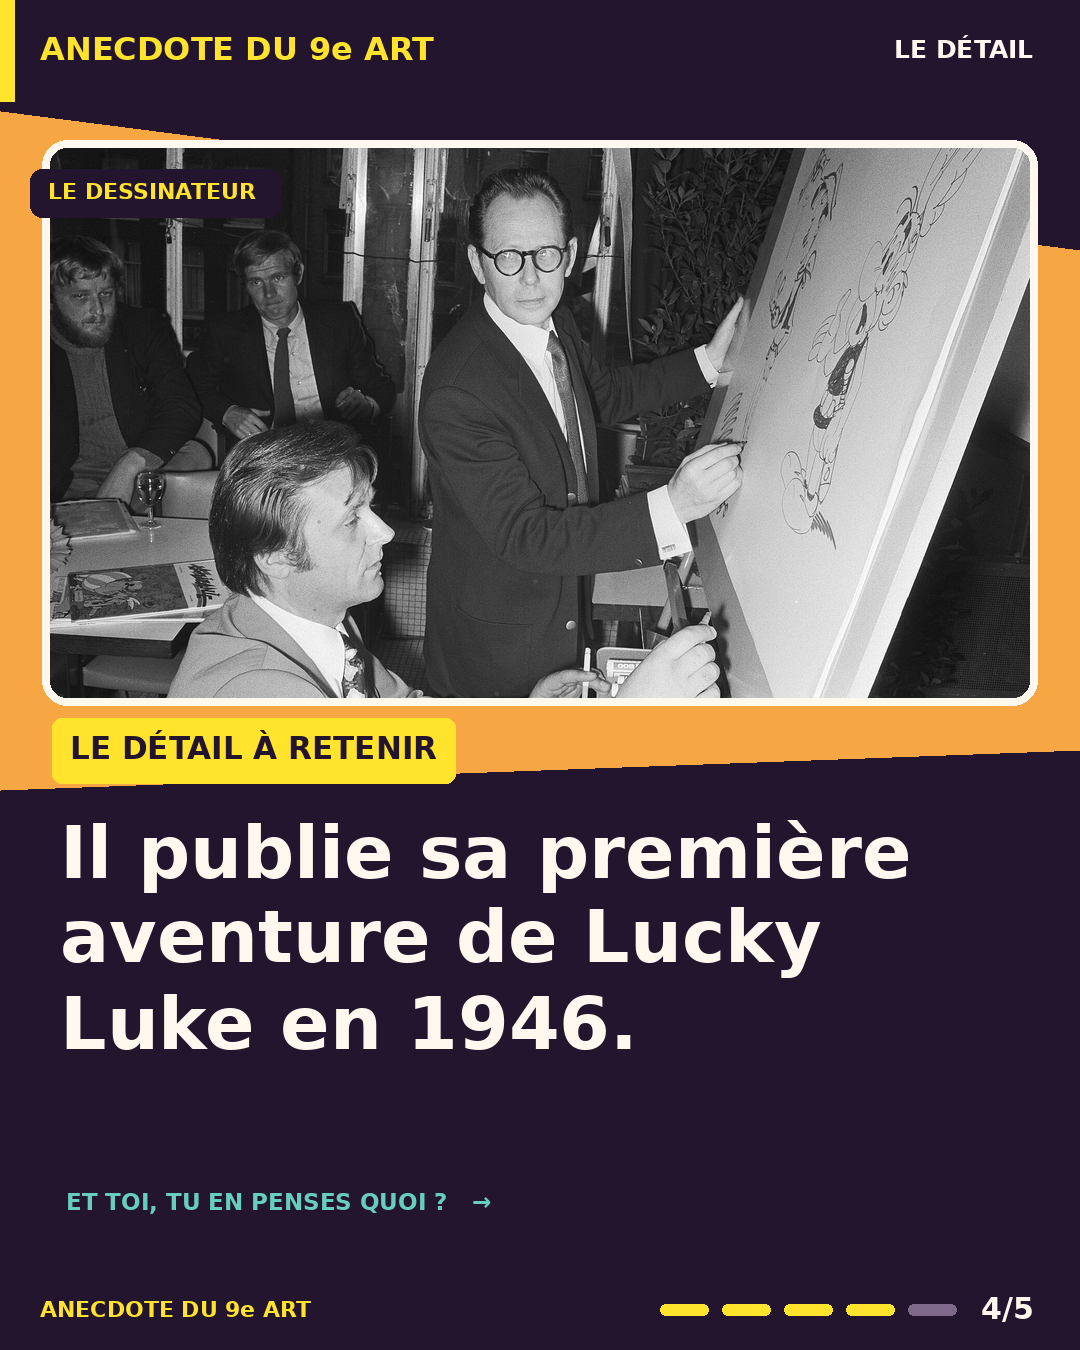 ANECDOTE DU 9e ART
LE DÉTAIL
LE DESSINATEUR
LE DÉTAIL À RETENIR
Il publie sa première
aventure de Lucky
Luke en 1946.
ET TOI, TU EN PENSES QUOI ? →
ANECDOTE DU 9e ART
4/5